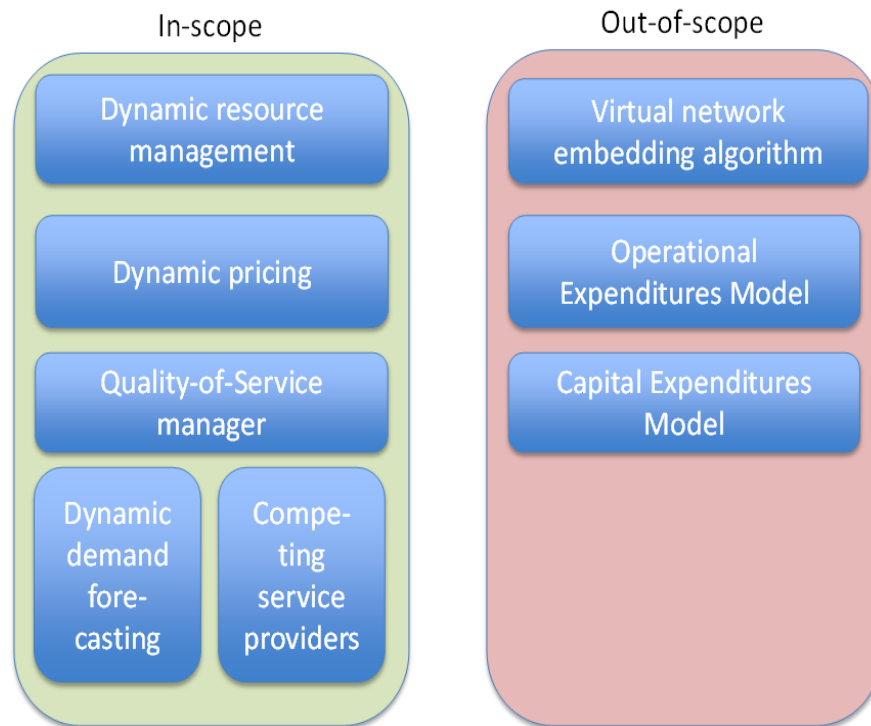 In-scope
Dynamic resource
management
Dynamic pricing
Quality-of-Service
manager
Dynamic
demand
fore-
casting
Compe-
ting
service
providers
Out-of-scope
Virtual network
embedding algorithm
Operational
Expenditures Model
Capital Expenditures
Model